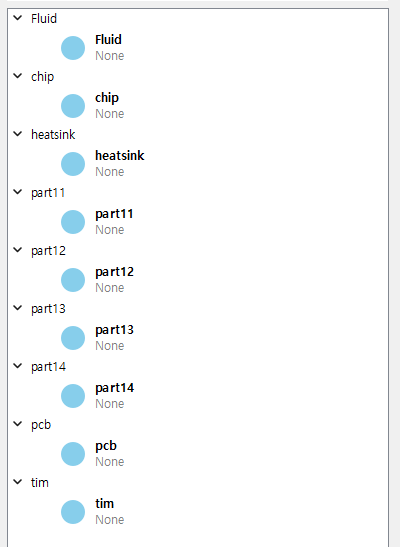 Fluid
Fluid
None
chip
chip
None
heatsink
heatsink
None
part11
part11
None
part12
part12
None
part13
part13
None
part14
part14
None
pcb
pcb
None
tim
tim
None